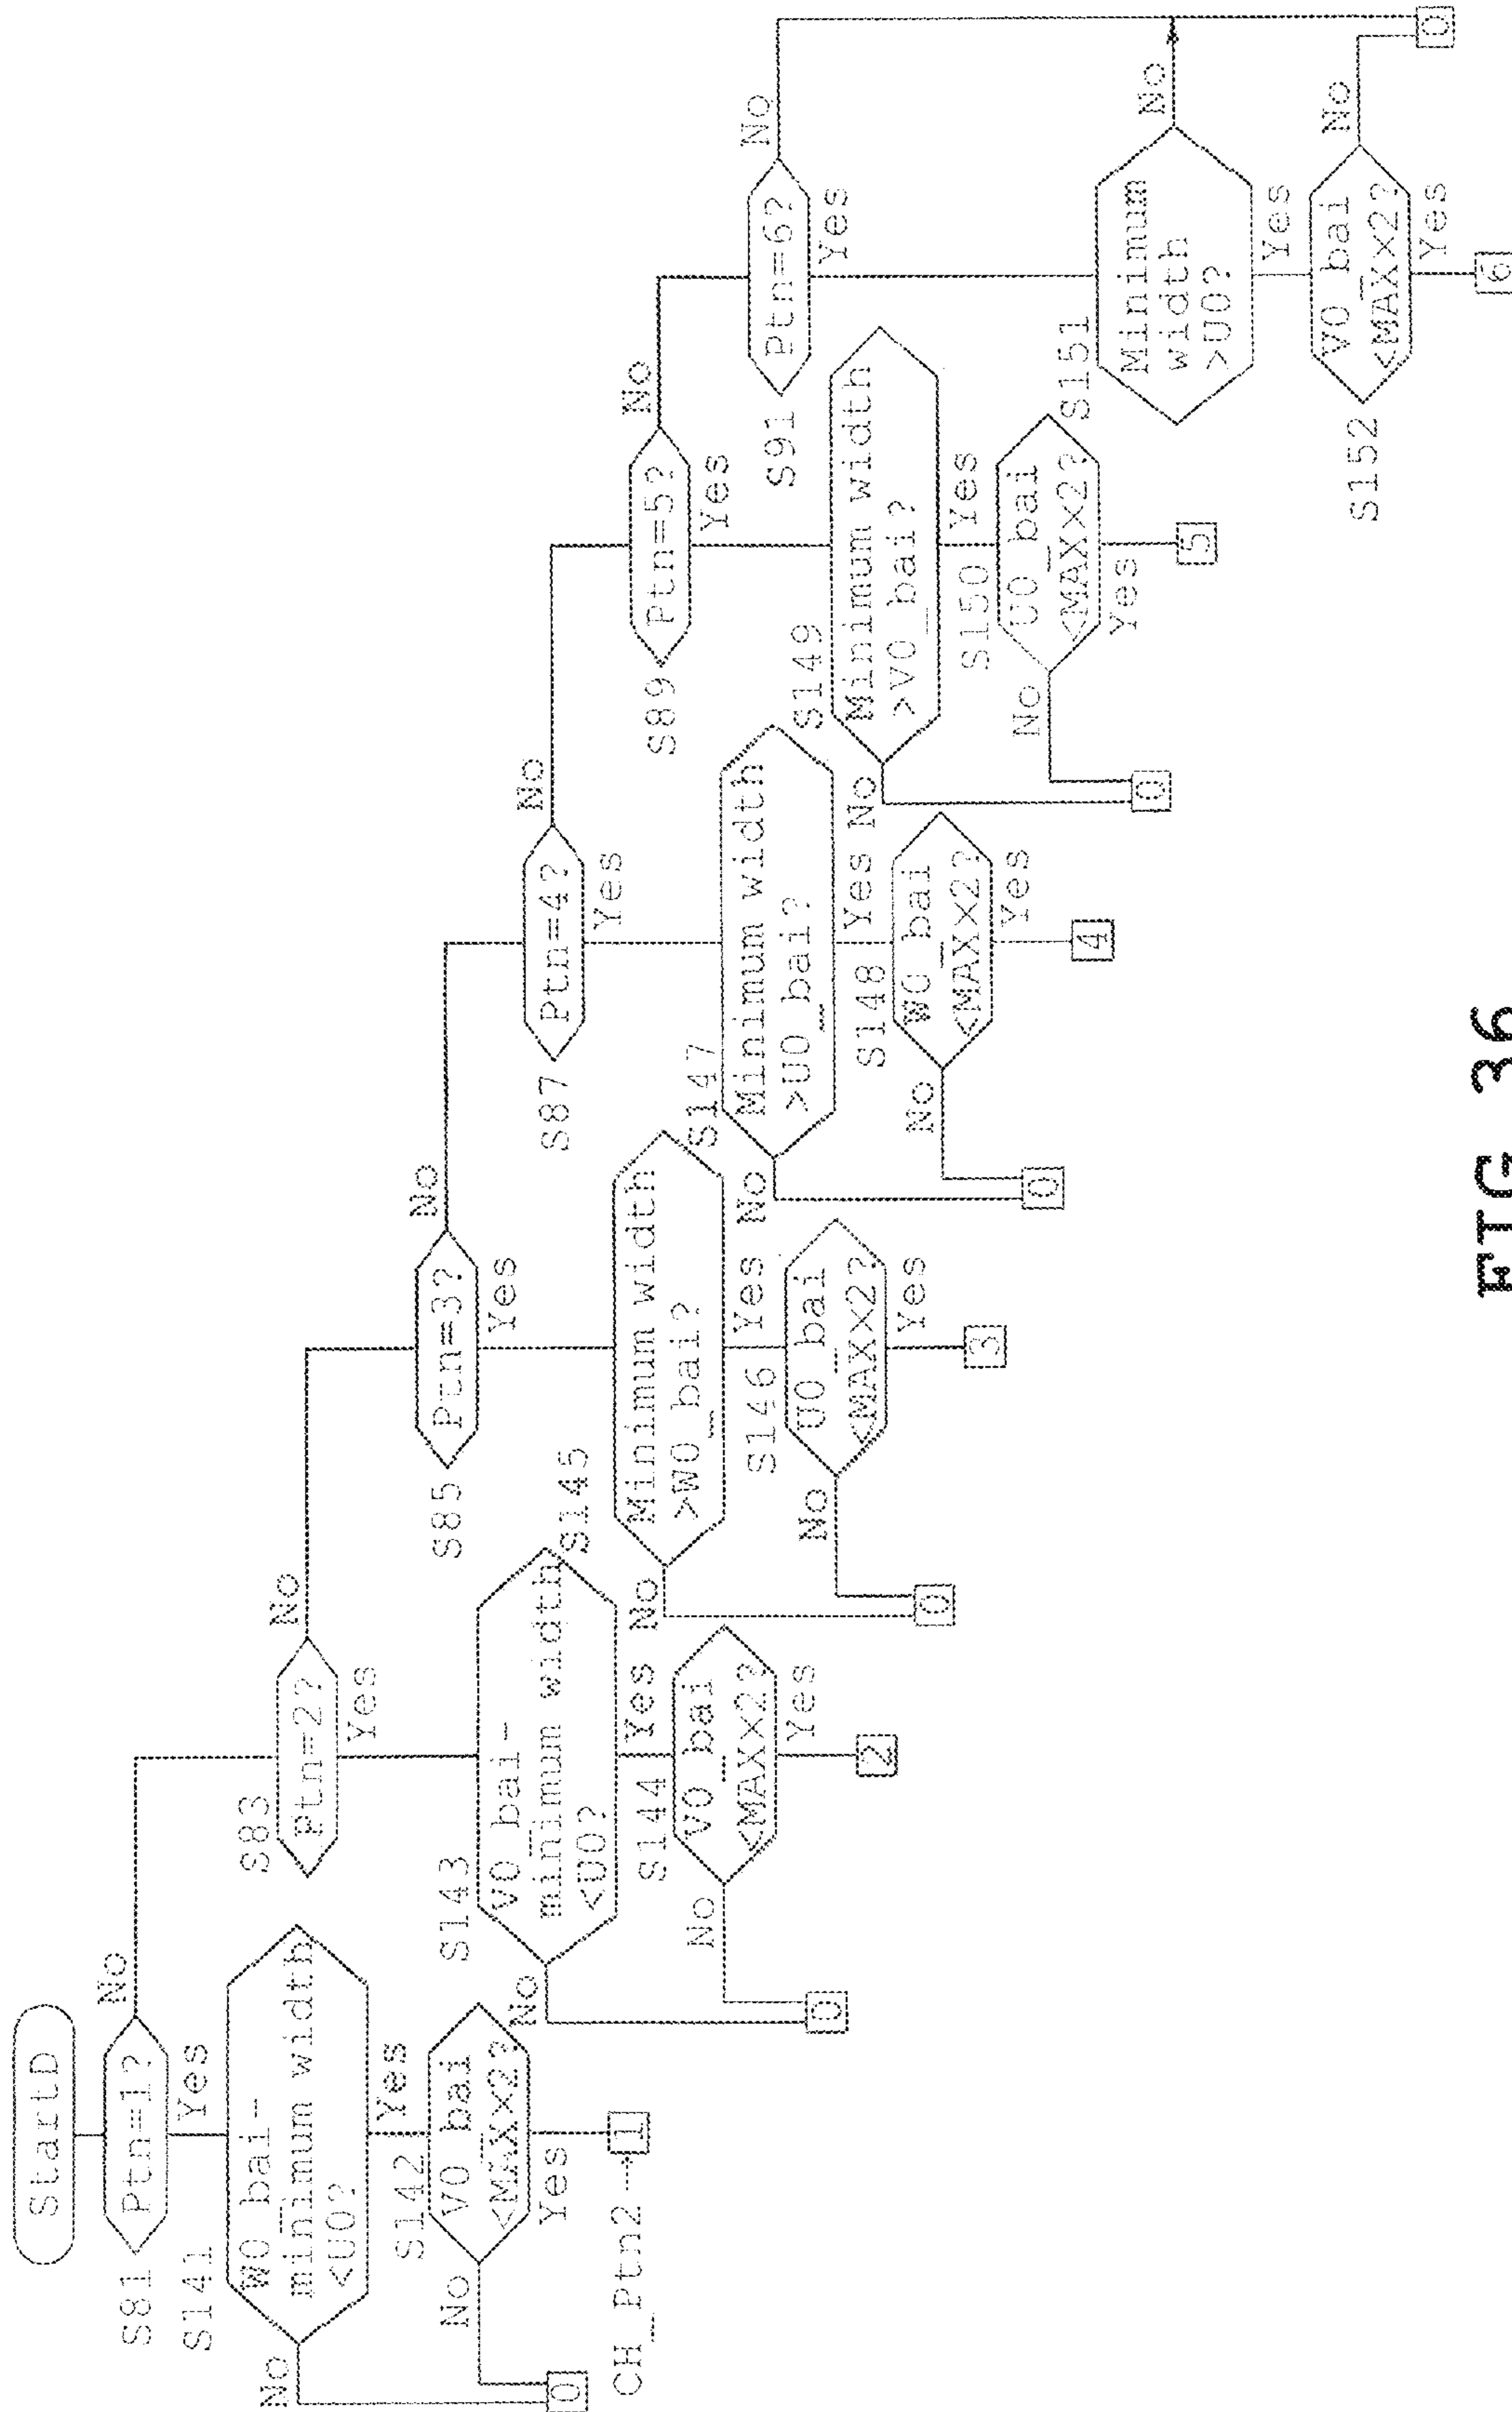 StartD
S81
Ptn=1?
No
Yes
S141
W0_bai-
minimum width
<U0?
No
Yes
S142
V0_bai
<MAX×2?
No
Yes
0
CH_Ptn2
1
S83
Ptn=2?
No
Yes
S143
V0_bai-
minimum width
<U0?
No
Yes
S144
V0_bai
<MAX×2?
No
Yes
0
2
S85
Ptn=3?
No
Yes
S145
Minimum width
>W0_bai?
No
Yes
S146
U0_bai
<MAX×2?
No
Yes
0
3
S87
Ptn=4?
No
Yes
S147
Minimum width
>U0_bai?
No
Yes
S148
W0_bai
<MAX×2?
No
Yes
0
4
S89
Ptn=5?
No
Yes
S149
Minimum width
>V0_bai?
No
Yes
S150
U0_bai
<MAX×2?
No
Yes
0
5
S91
Ptn=6?
No
Yes
S151
Minimum
width
>U0?
No
Yes
S152
V0_bai
<MAX×2?
No
Yes
0
6
FIG 36